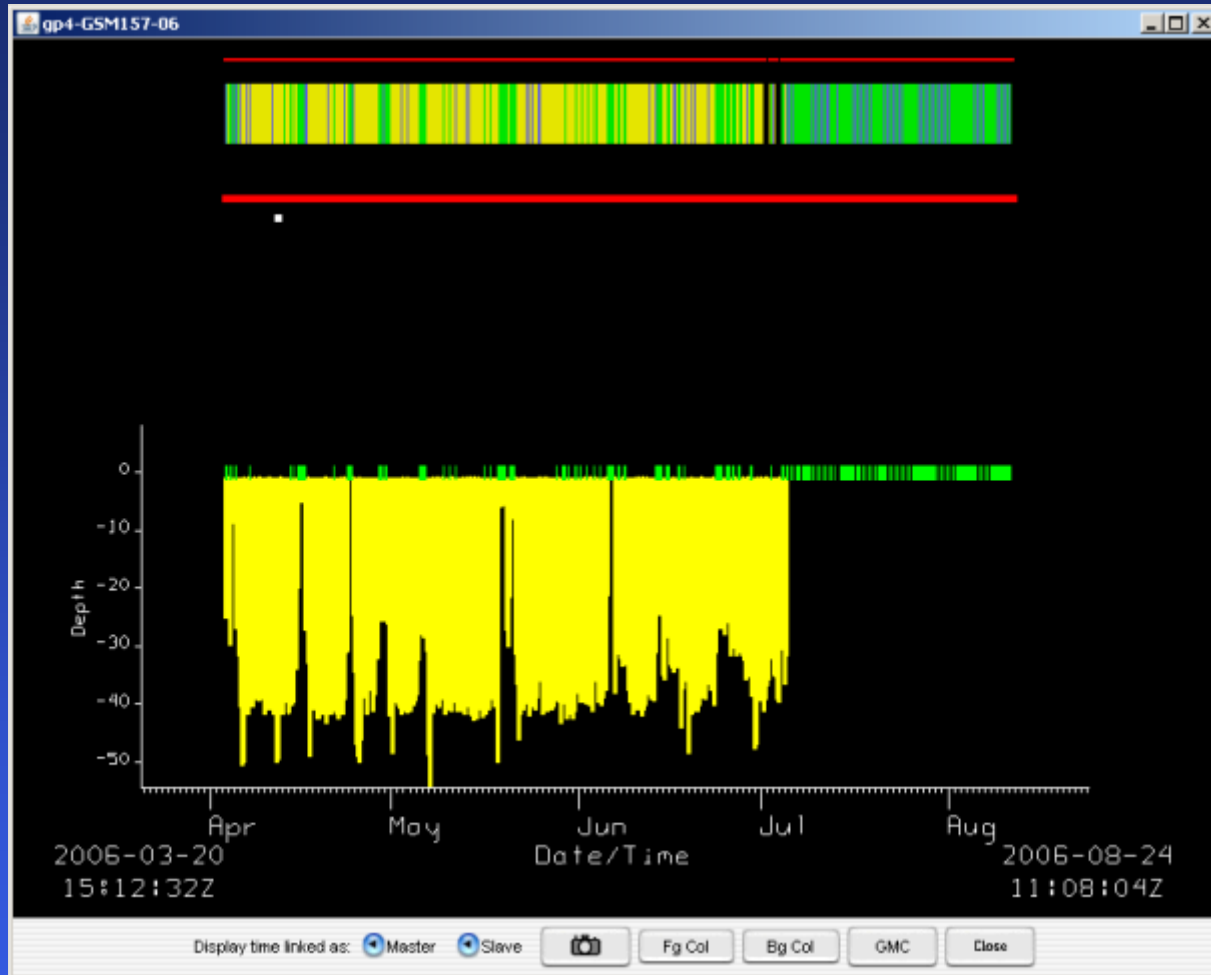 gp4-GSM157-06
0
-10
-20
-30
-40
-50
Depth
Apr May Jun Jul Aug
Date/Time
2006-03-20 2006-08-24
15:12:32Z 11:08:04Z
Display time linked as: Master Slave Fg Col Bg Col GMC Close